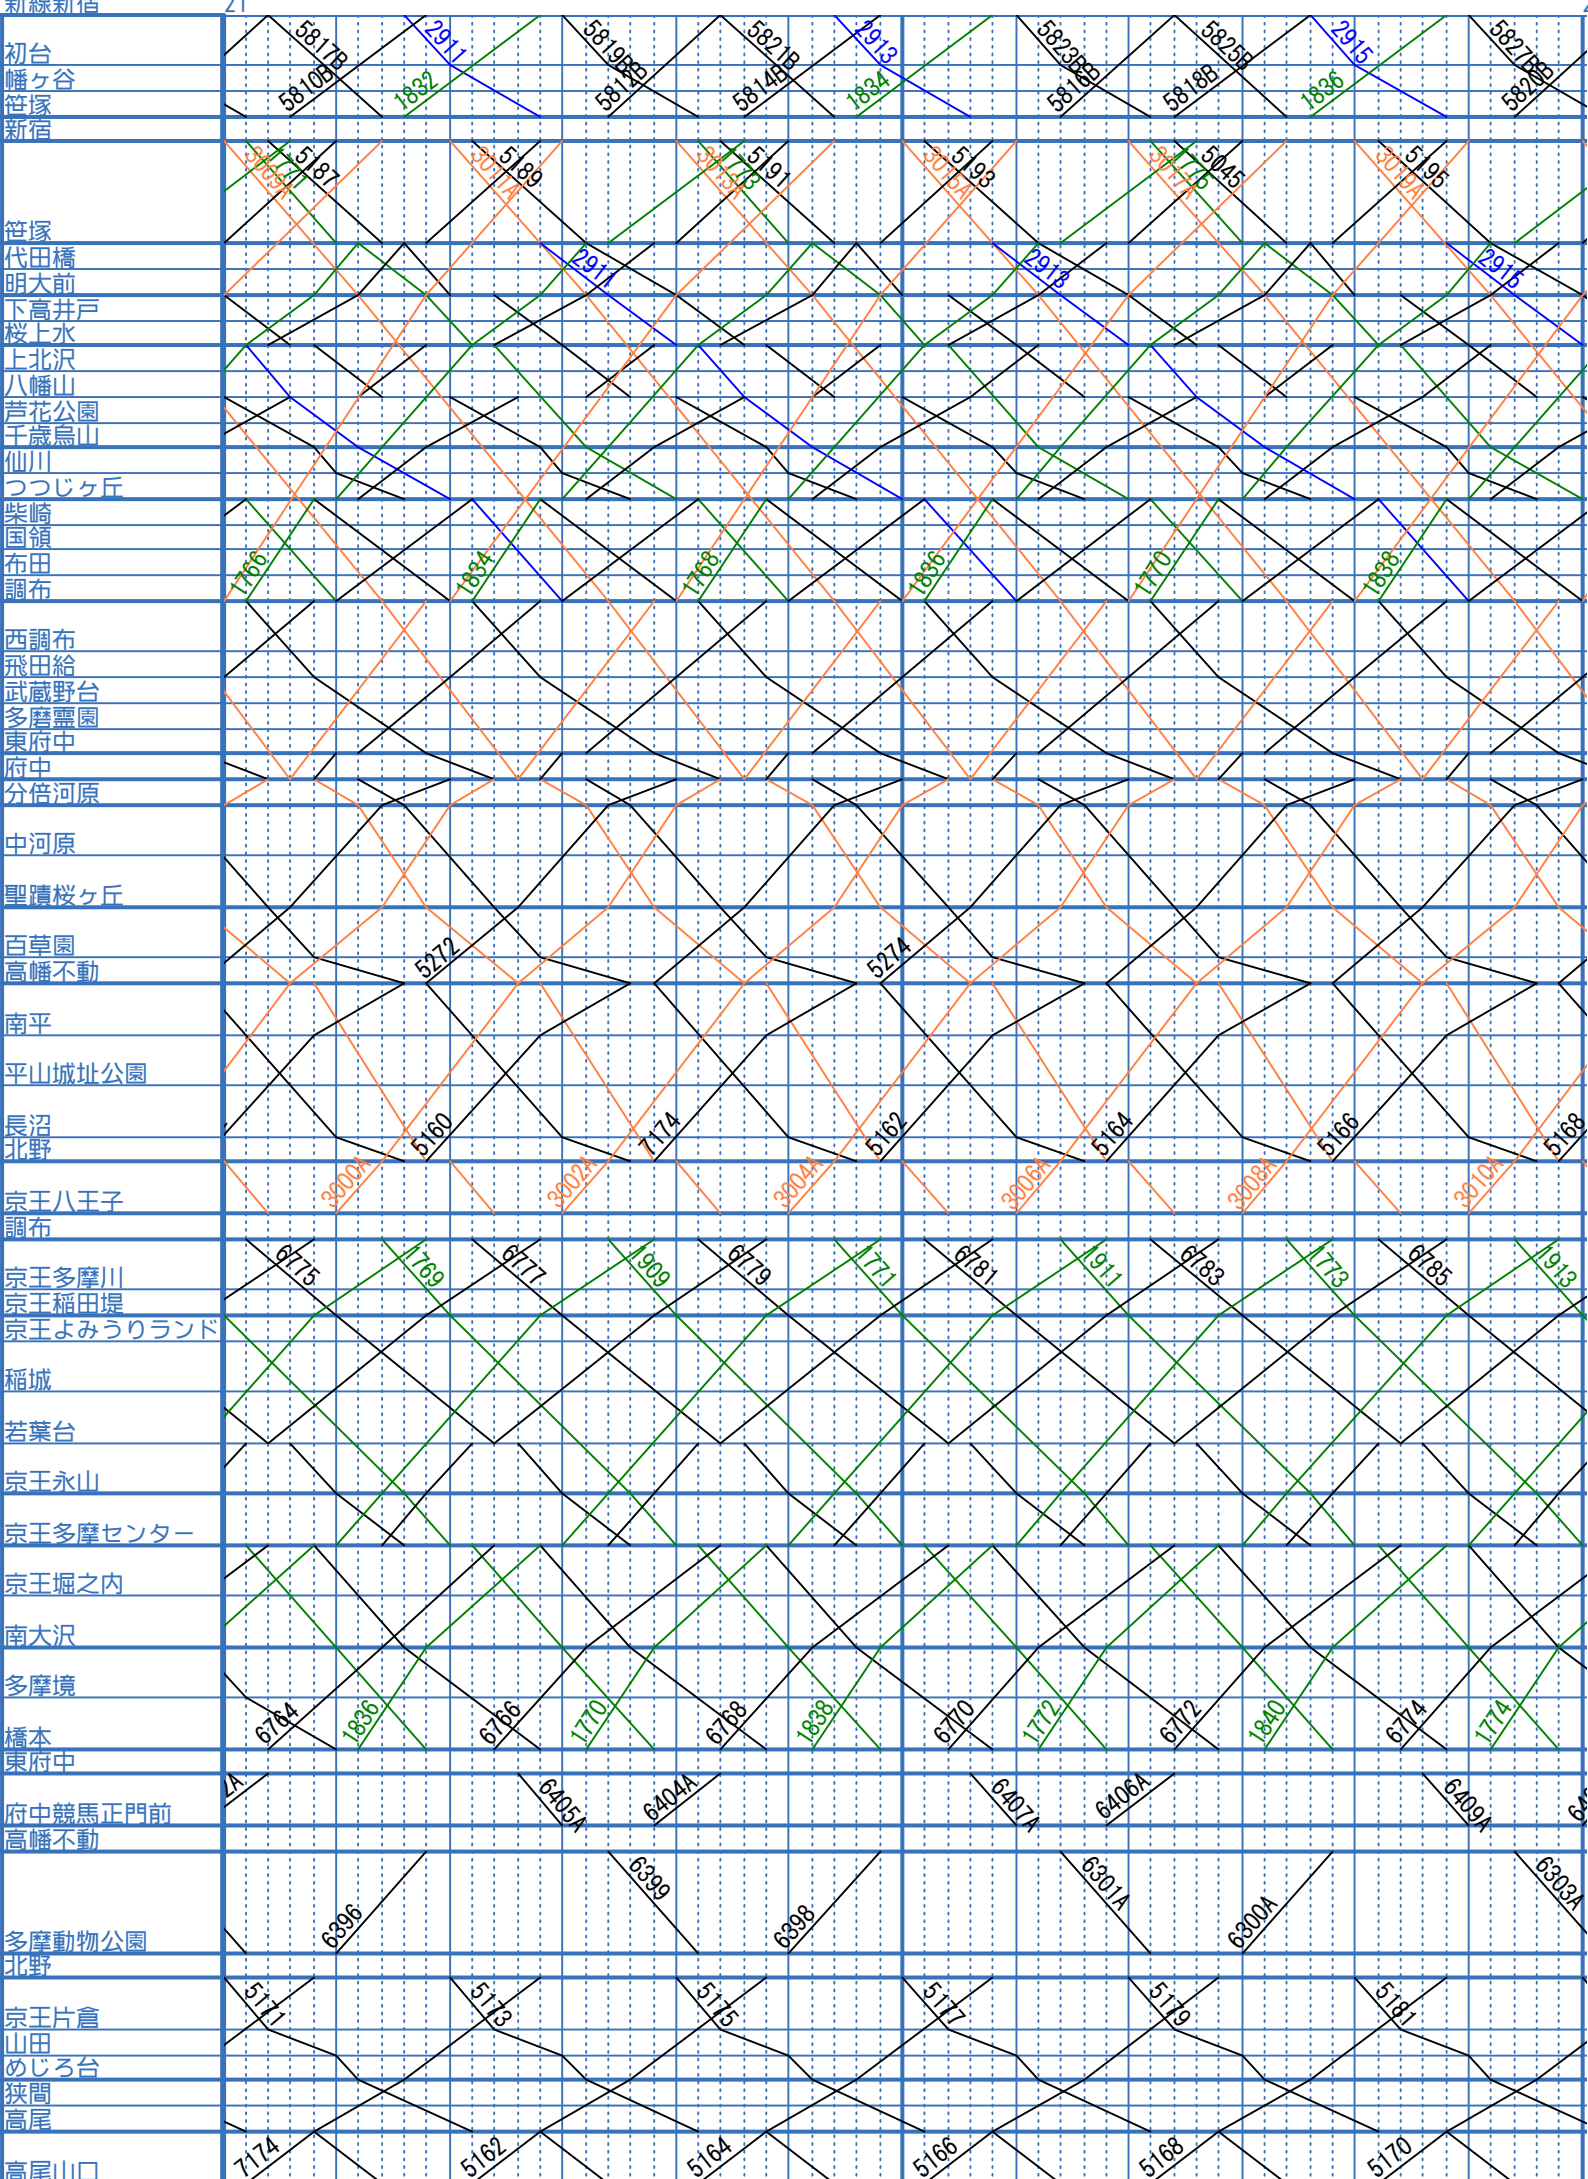 新線新宿 21
5817B 2911 5819B 5821B 2913 5823B 5825B 2915 5827B
初台
5810B 1832 5812B 5814B 1834 5816B 5818B 1836
幡ヶ谷
笹塚
新宿
3009A 5187 3011A 5189 3013A 1773 5191 3015A 5193 3017A 1775 5045 3019A 5195
笹塚
代田橋
2911 2913 2915
明大前
下高井戸
桜上水
上北沢
八幡山
芦花公園
千歳烏山
仙川
つつじヶ丘
柴崎
国領
1766 1834 1768 1836 1770 1838
布田
調布
西調布
飛田給
武蔵野台
多磨霊園
東府中
府中
分倍河原
中河原
聖蹟桜ヶ丘
百草園
5272 5274
高幡不動
南平
平山城址公園
長沼
5160 7174 5162 5164 5166 5168
北野
3000A 3002A 3004A 3006A 3008A 3010A
京王八王子
調布
6775 1769 6777 1909 6779 1771 6781 1911 6783 1773 6785 1913
京王多摩川
京王稲田堤
京王よみうりランド
稲城
若葉台
京王永山
京王多摩センター
京王堀之内
南大沢
多摩境
6764 1836 6766 1770 6768 1838 6770 1772 6772 1840 6774 1774
橋本
東府中
2A 6405A 6404A 6407A 6406A 6409A
府中競馬正門前
高幡不動
6399 6301A 6303A
6396 6398 6300A
多摩動物公園
北野
5171 5173 5175 5177 5179 5181
京王片倉
山田
めじろ台
狭間
高尾
7174 5162 5164 5166 5168 5170
高尾山口